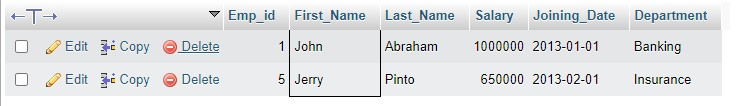 Emp_id First_Name Last_Name Salary Joining_Date Department
Edit Copy Delete 1 John Abraham 1000000 2013-01-01 Banking
Edit Copy Delete 5 Jerry Pinto 650000 2013-02-01 Insurance